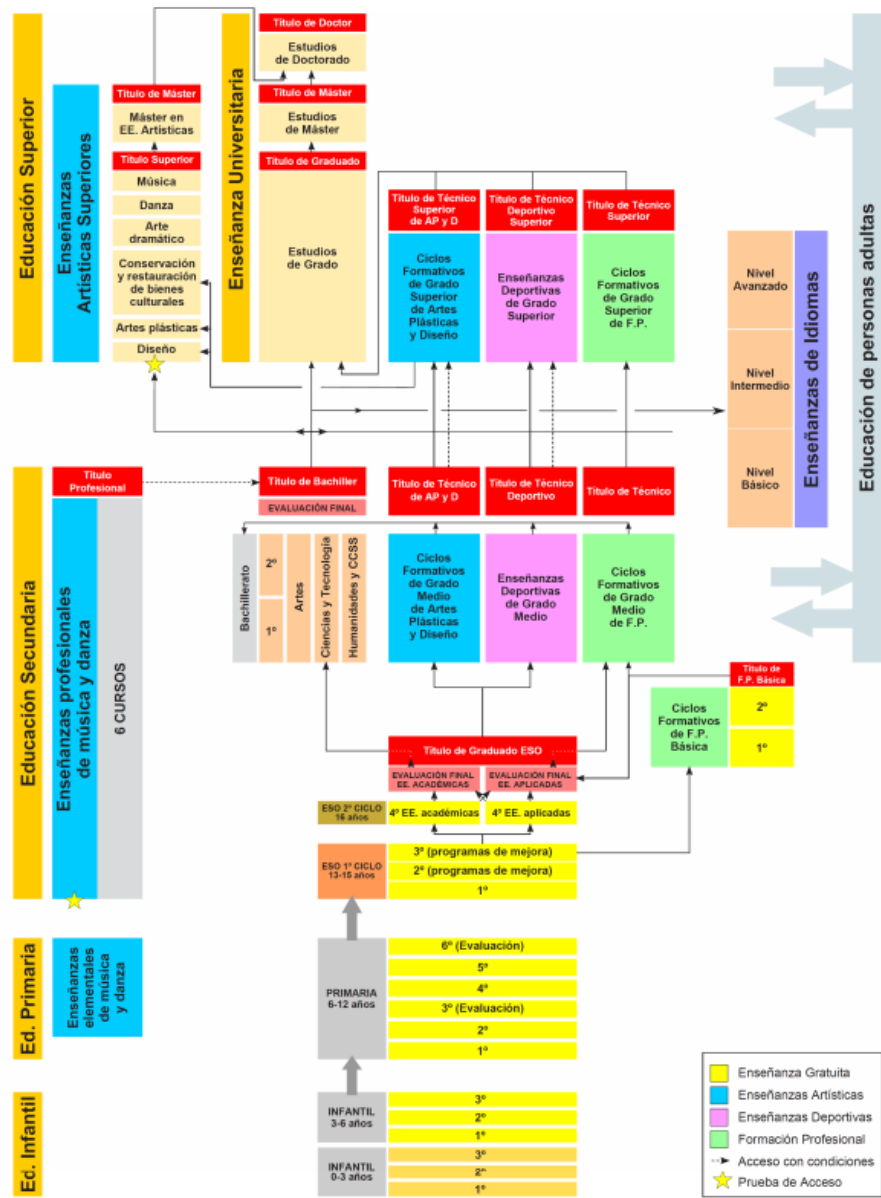 Educación Superior
Enseñanzas
Artísticas Superiores
Título de Máster
Máster en
EE. Artísticas
Título Superior
Música
Danza
Arte
dramático
Conservación
y restauración
de bienes
culturales
Artes plásticas
Diseño
Enseñanza Universitaria
Título de Doctor
Estudios
de Doctorado
Título de Máster
Estudios
de Máster
Título de Graduado
Estudios
de Grado
Título de Técnico
Superior
de AP y D
Ciclos
Formativos
de Grado
Superior
de Artes
Plásticas
y Diseño
Título de Técnico
Deportivo
Superior
Enseñanzas
Deportivas
de Grado
Superior
Título de Técnico
Superior
Ciclos
Formativos
de Grado
Superior
de F.P.
Nivel
Avanzado
Nivel
Intermedio
Nivel
Básico
Enseñanzas de Idiomas
Educación de personas adultas
Educación Secundaria
Título
Profesional
Enseñanzas profesionales
de música y danza
6 CURSOS
Título de Bachiller
EVALUACIÓN FINAL
Bachillerato
2º
1º
Artes
Ciencias y Tecnología
Humanidades y CCSS
Título de Técnico
de AP y D
Ciclos
Formativos
de Grado
Medio
de Artes
Plásticas
y Diseño
Título de Técnico
Deportivo
Enseñanzas
Deportivas
de Grado
Medio
Título de Técnico
Ciclos
Formativos
de Grado
Medio
de F.P.
Título de
F.P. Básica
Ciclos
Formativos
de F.P.
Básica
2º
1º
Título de Graduado ESO
EVALUACIÓN FINAL
EE. ACADÉMICAS
EVALUACIÓN FINAL
EE. APLICADAS
ESO 2º CICLO
16 años
4º EE. académicas
4º EE. aplicadas
ESO 1º CICLO
13-15 años
3º (programas de mejora)
2º (programas de mejora)
1º
Ed. Primaria
Enseñanzas
elementales
de música
y danza
PRIMARIA
6-12 años
6º (Evaluación)
5º
4º
3º (Evaluación)
2º
1º
Ed. Infantil
INFANTIL
3-6 años
3º
2º
1º
INFANTIL
0-3 años
3º
2º
1º
Enseñanza Gratuita
Enseñanzas Artísticas
Enseñanzas Deportivas
Formación Profesional
Acceso con condiciones
Prueba de Acceso